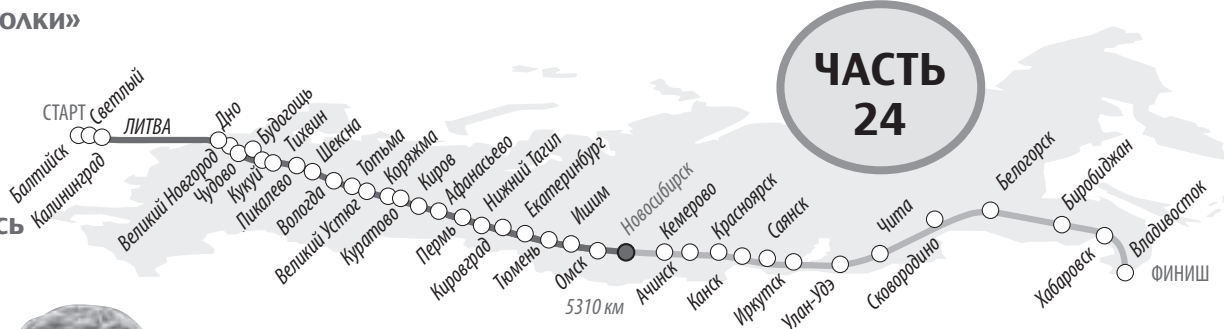 олки»
ЧАСТЬ
24
СТАРТ
Балтийск
Светлый
Калининград
ЛИТВА
Дно
Великий Новгород
Чудово
Будогощь
Кукуй
Тихвин
Пикалево
Шексна
Вологда
Тотьма
Великий Устюг
Коряжма
Куратово
Киров
Афанасьево
Пермь
Нижний Тагил
Кировград
Екатеринбург
Тюмень
Ишим
Омск
Новосибирск
5310 км
Кемерово
Ачинск
Красноярск
Канск
Саянск
Иркутск
Улан-Удэ
Чита
Сковородино
Белогорск
Биробиджан
Хабаровск
Владивосток
ФИНИШ
сь